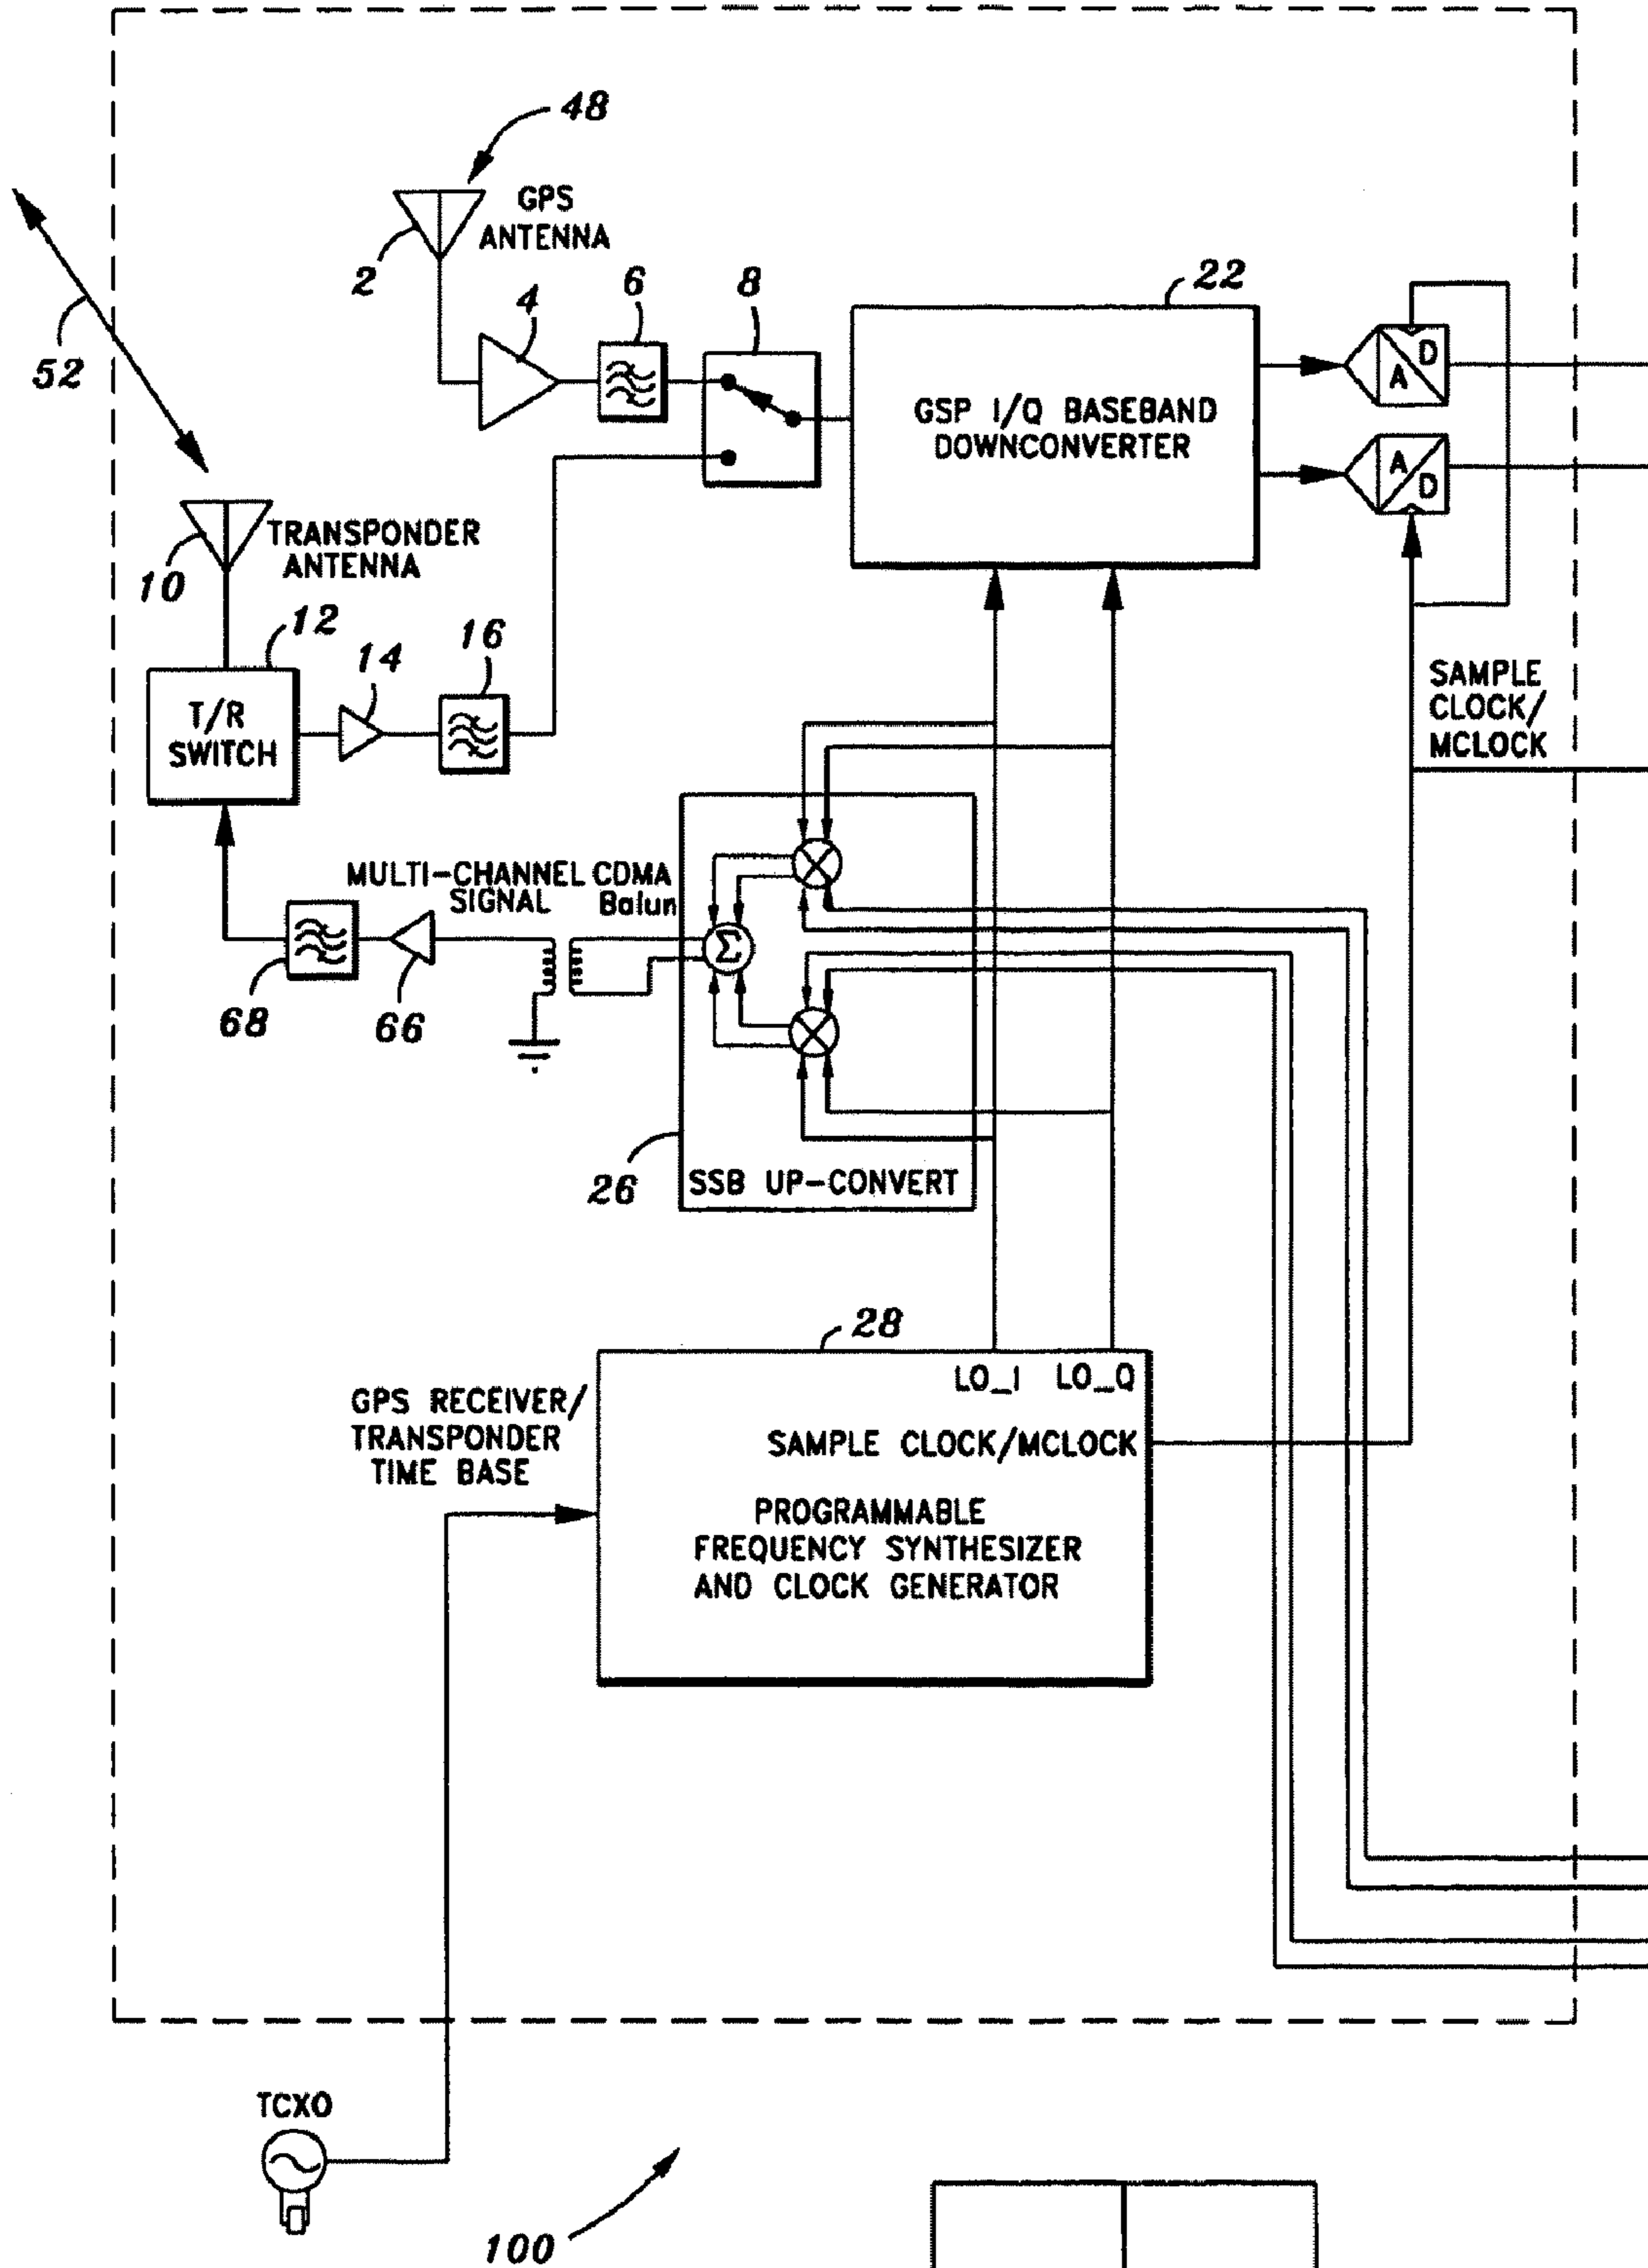 48
GPS
ANTENNA
2
4
6
8
22
52
GSP I/Q BASEBAND
DOWNCONVERTER
A
D
A
D
10
TRANSPONDER
ANTENNA
12
14
16
T/R
SWITCH
SAMPLE
CLOCK/
MCLOCK
MULTI-CHANNEL CDMA
SIGNAL Balun
Σ
68
66
26
SSB UP-CONVERT
28
LO_I LO_Q
GPS RECEIVER/
TRANSPONDER
TIME BASE
SAMPLE CLOCK/MCLOCK
PROGRAMMABLE
FREQUENCY SYNTHESIZER
AND CLOCK GENERATOR
TCXO
100